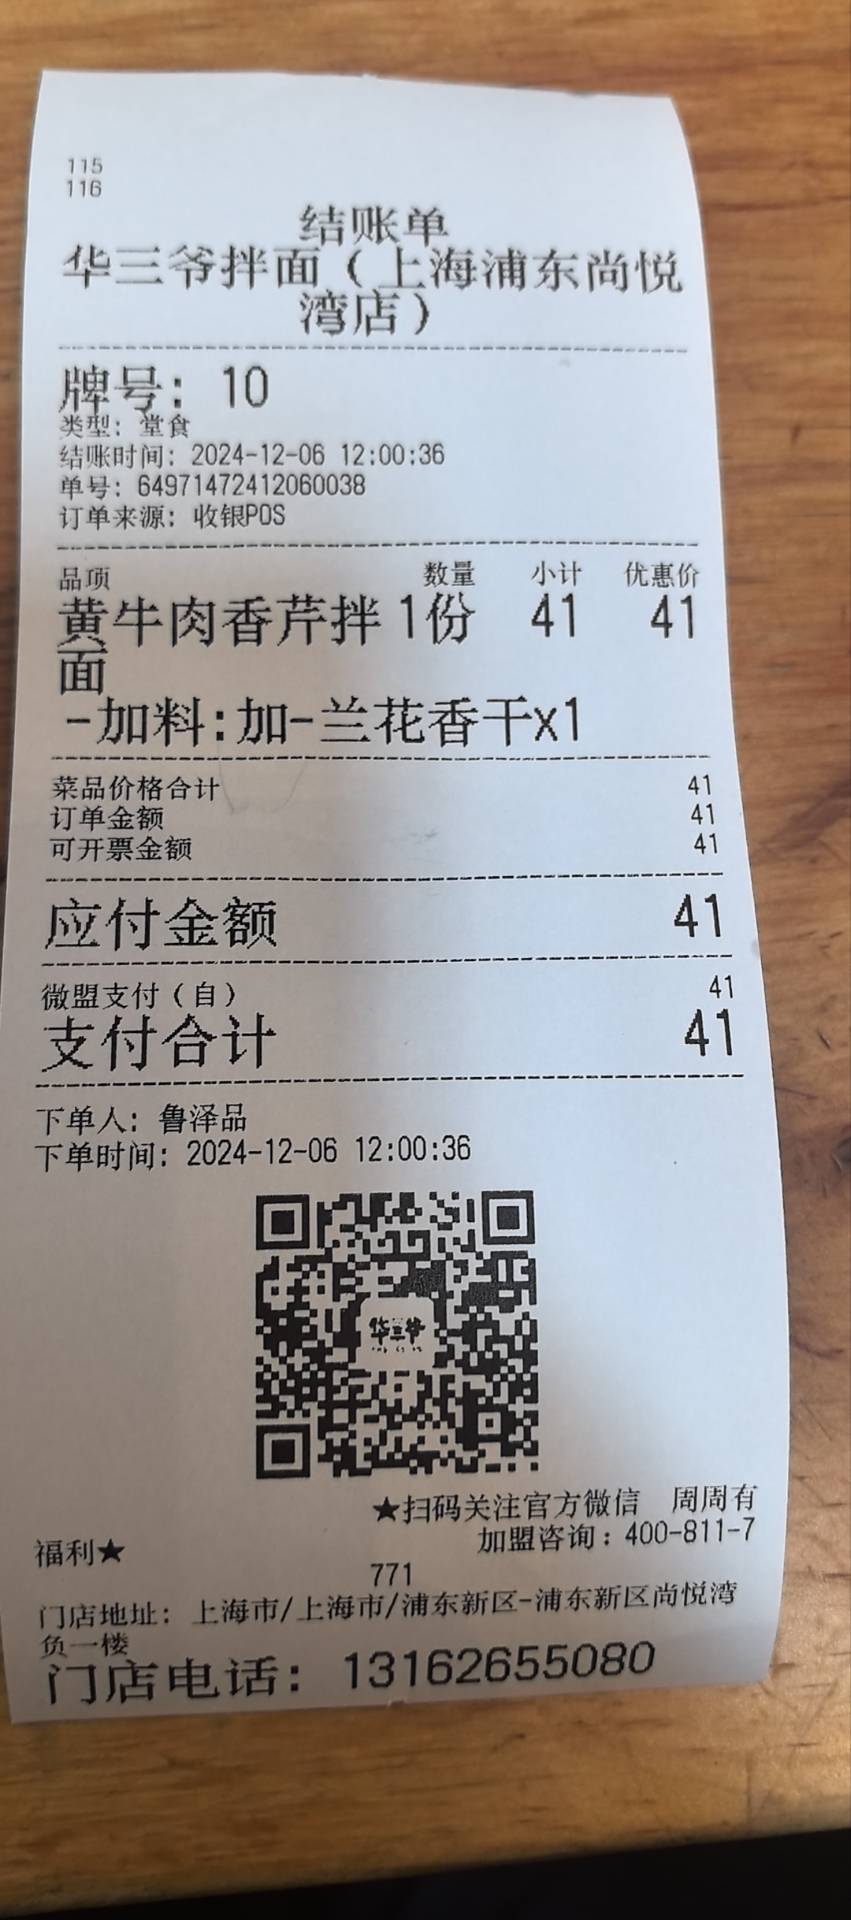 115
116
结账单
华三爷拌面（上海浦东尚悦
湾店）
牌号: 10
类型: 堂食
结账时间: 2024-12-06 12:00:36
单号: 64971472412060038
订单来源: 收银POS
品项 数量 小计 优惠价
黄牛肉香芹拌 1份 41 41
面
-加料:加-兰花香干x1
菜品价格合计 41
订单金额 41
可开票金额 41
应付金额 41
微盟支付（自） 41
支付合计 41
下单人: 鲁泽品
下单时间: 2024-12-06 12:00:36
华三爷
★扫码关注官方微信 周周有
福利★ 加盟咨询：400-811-7
771
门店地址: 上海市/上海市/浦东新区-浦东新区尚悦湾
负一楼
门店电话: 13162655080